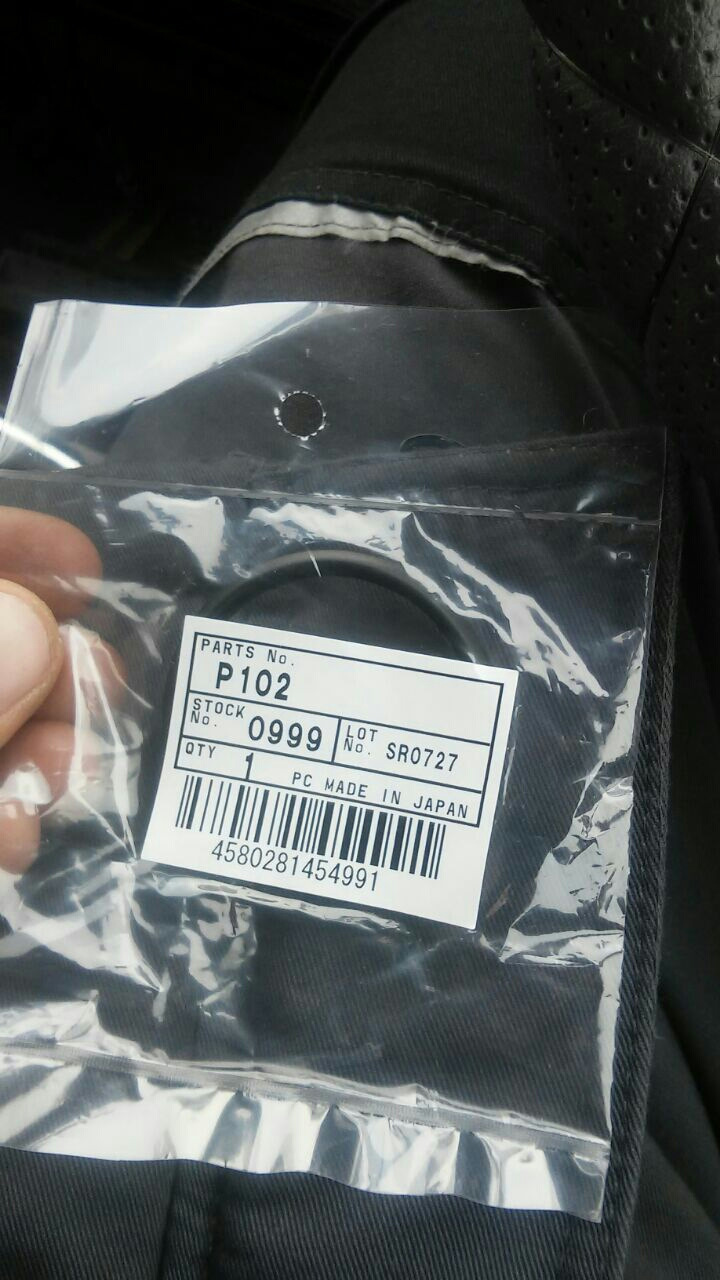 PARTS No.
P102
STOCK No. 0999
LOT No. SR0727
QTY 1 PC MADE IN JAPAN
4580281454991